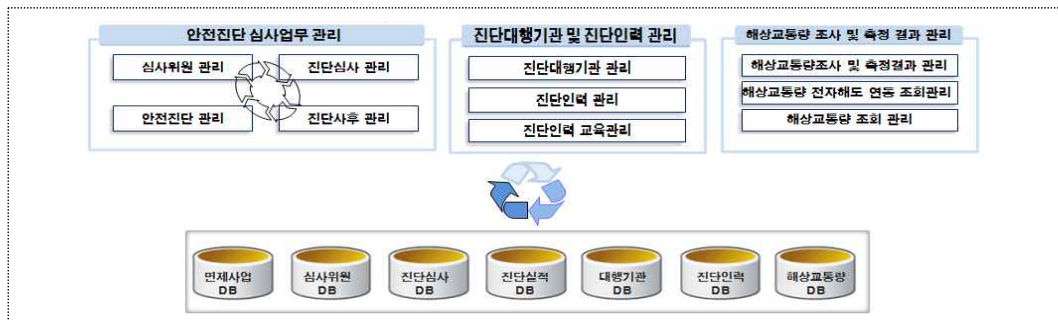 안전진단 심사업무 관리
심사위원 관리
진단심사 관리
안전진단 관리
진단사후 관리
진단대행기관 및 진단인력 관리
진단대행기관 관리
진단인력 관리
진단인력 교육관리
해상교통량 조사 및 측정 결과 관리
해상교통량조사 및 측정결과 관리
해상교통량 전자해도 연동 조회관리
해상교통량 조회 관리
면제사업
DB
심사위원
DB
진단심사
DB
진단실적
DB
대행기관
DB
진단인력
DB
해상교통량
DB